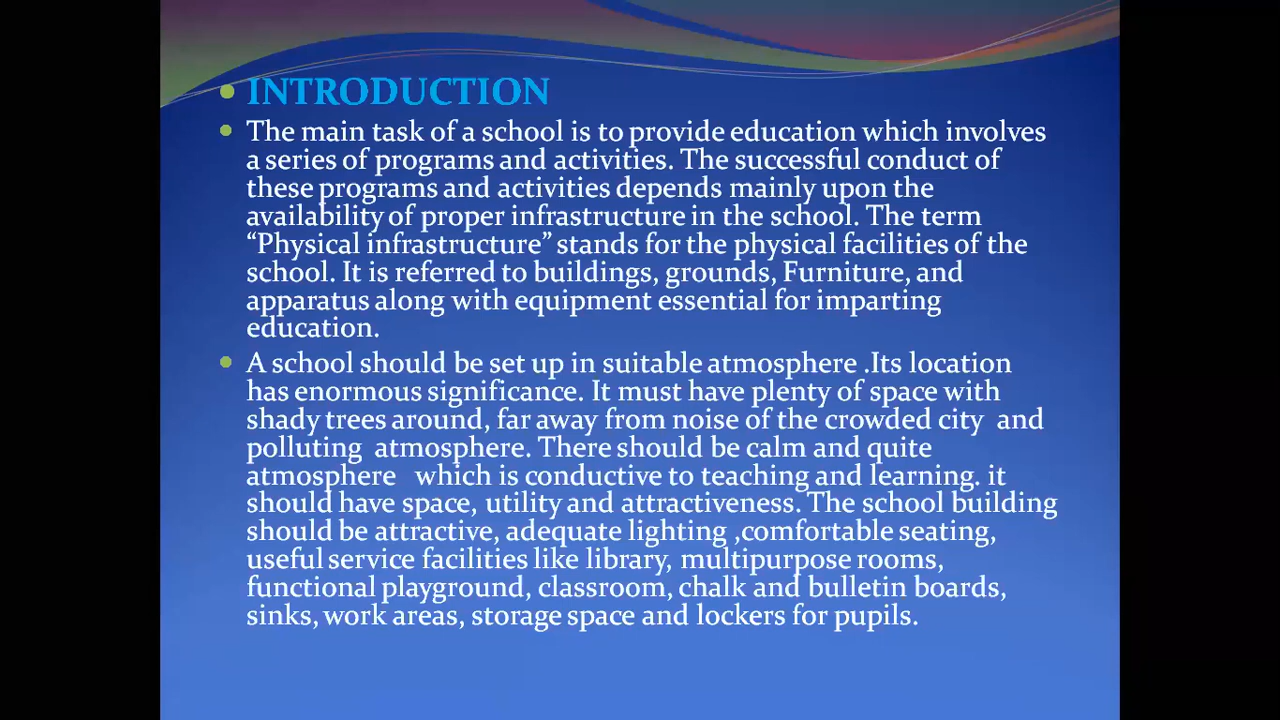 INTRODUCTION
The main task of a school is to provide education which involves
a series of programs and activities. The successful conduct of
these programs and activities depends mainly upon the
availability of proper infrastructure in the school. The term
“Physical infrastructure” stands for the physical facilities of the
school. It is referred to buildings, grounds, Furniture, and
apparatus along with equipment essential for imparting
education.
A school should be set up in suitable atmosphere .Its location
has enormous significance. It must have plenty of space with
shady trees around, far away from noise of the crowded city and
polluting atmosphere. There should be calm and quite
atmosphere which is conductive to teaching and learning. it
should have space, utility and attractiveness. The school building
should be attractive, adequate lighting ,comfortable seating,
useful service facilities like library, multipurpose rooms,
functional playground, classroom, chalk and bulletin boards,
sinks, work areas, storage space and lockers for pupils.